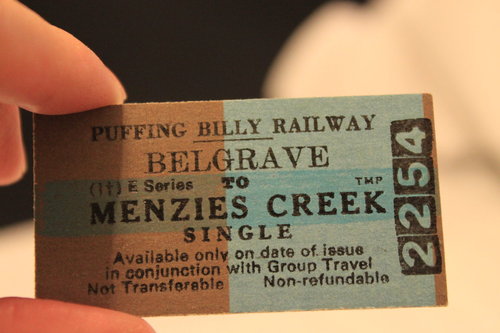 PUFFING BILLY RAILWAY
BELGRAVE
(11) E Series TO TMP
MENZIES CREEK
SINGLE
Available only on date of issue
in conjunction with Group Travel
Not Transferable Non-refundable
2254